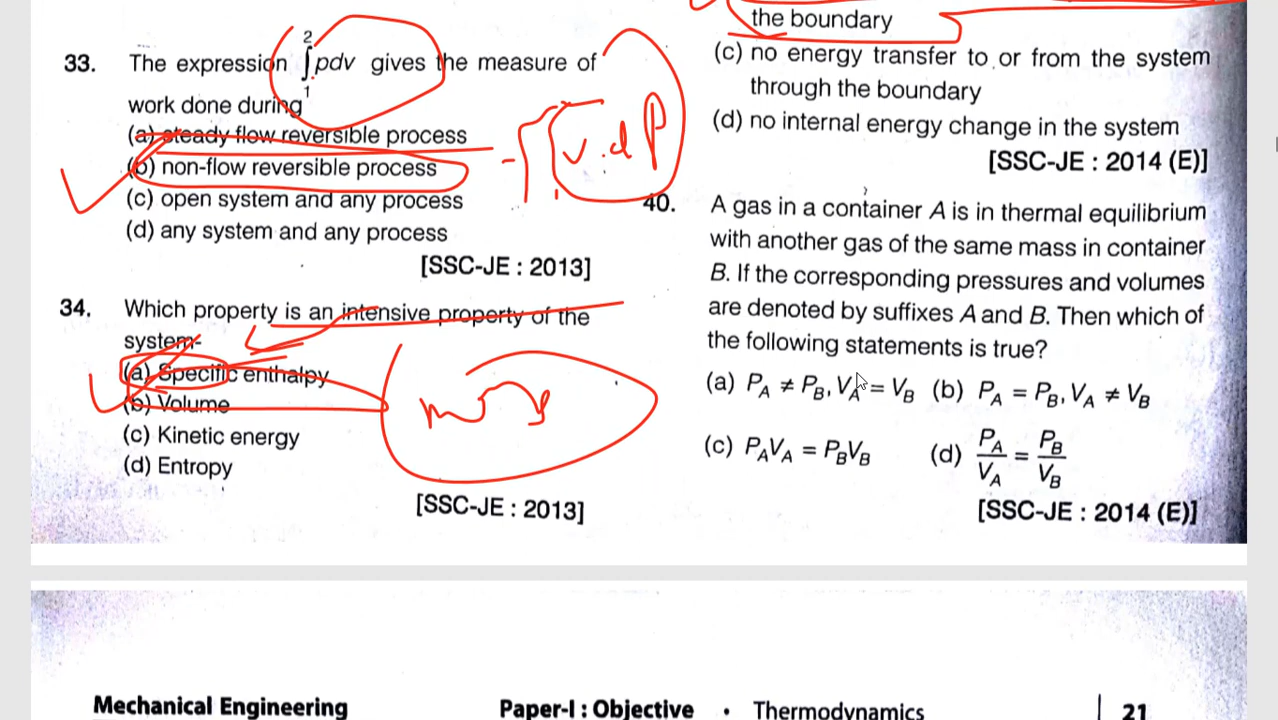 33. The expression ∫₁² pdv gives the measure of
work done during
(a) steady flow reversible process
(b) non-flow reversible process
(c) open system and any process
(d) any system and any process
[SSC-JE : 2013]
- ∫ v.dp
34. Which property is an intensive property of the
system-
(a) Specific enthalpy
(b) Volume
(c) Kinetic energy
(d) Entropy
[SSC-JE : 2013]
the boundary
(c) no energy transfer to or from the system
through the boundary
(d) no internal energy change in the system
[SSC-JE : 2014 (E)]
40. A gas in a container A is in thermal equilibrium
with another gas of the same mass in container
B. If the corresponding pressures and volumes
are denoted by suffixes A and B. Then which of
the following statements is true?
(a) P_A ≠ P_B, V_A = V_B (b) P_A = P_B, V_A ≠ V_B
(c) P_AV_A = P_BV_B (d) P_A/V_A = P_B/V_B
[SSC-JE : 2014 (E)]
Mechanical Engineering Paper-I : Objective • Thermodynamics | 21